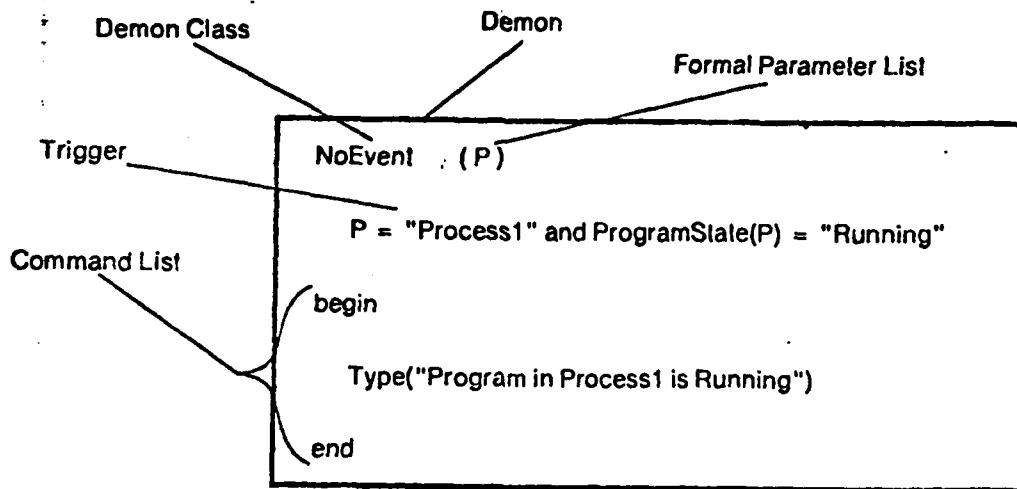 Demon Class
Demon
Formal Parameter List
NoEvent (P)
Trigger
P = "Process1" and ProgramState(P) = "Running"
Command List
begin
Type("Program in Process1 is Running")
end